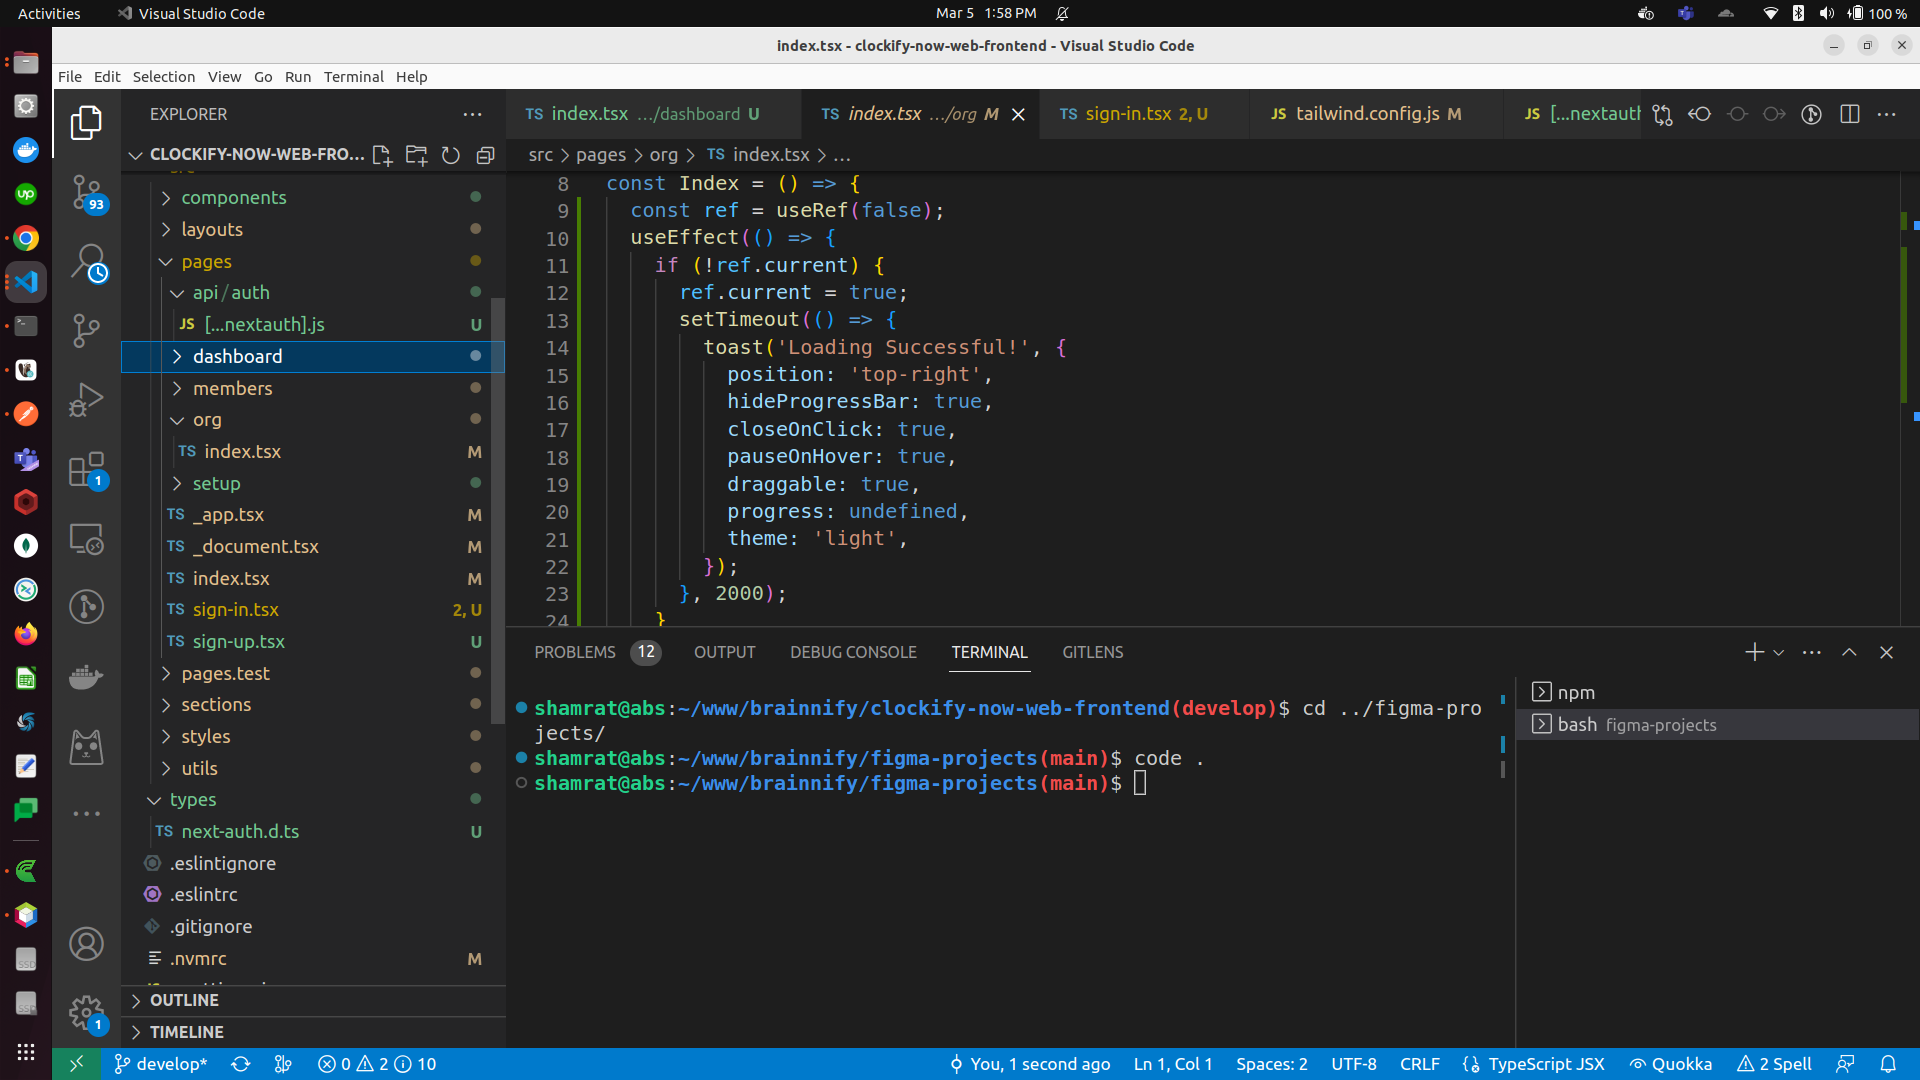 Activities
Visual Studio Code
Mar 5 1:58 PM
100 %
index.tsx - clockify-now-web-frontend - Visual Studio Code
File Edit Selection View Go Run Terminal Help
EXPLORER
CLOCKIFY-NOW-WEB-FRO...
components
layouts
pages
api/auth
JS [...nextauth].js U
dashboard
members
org
TS index.tsx M
setup
TS _app.tsx M
TS _document.tsx M
TS index.tsx M
TS sign-in.tsx 2, U
TS sign-up.tsx U
pages.test
sections
styles
utils
types
TS next-auth.d.ts U
.eslintignore
.eslintrc
.gitignore
.nvmrc M
OUTLINE
TIMELINE
93
1
1
TS index.tsx .../dashboard U
TS index.tsx .../org M
TS sign-in.tsx 2, U
JS tailwind.config.js M
JS [...nextauth
src > pages > org > TS index.tsx > ...
8 const Index = () => {
9 const ref = useRef(false);
10 useEffect(() => {
11 if (!ref.current) {
12 ref.current = true;
13 setTimeout(() => {
14 toast('Loading Successful!', {
15 position: 'top-right',
16 hideProgressBar: true,
17 closeOnClick: true,
18 pauseOnHover: true,
19 draggable: true,
20 progress: undefined,
21 theme: 'light',
22 });
23 }, 2000);
24 }
PROBLEMS 12 OUTPUT DEBUG CONSOLE TERMINAL GITLENS
shamrat@abs:~/www/brainnify/clockify-now-web-frontend(develop)$ cd ../figma-pro
jects/
shamrat@abs:~/www/brainnify/figma-projects(main)$ code .
shamrat@abs:~/www/brainnify/figma-projects(main)$
npm
bash figma-projects
develop*
0 2 10
You, 1 second ago
Ln 1, Col 1
Spaces: 2
UTF-8
CRLF
TypeScript JSX
Quokka
2 Spell